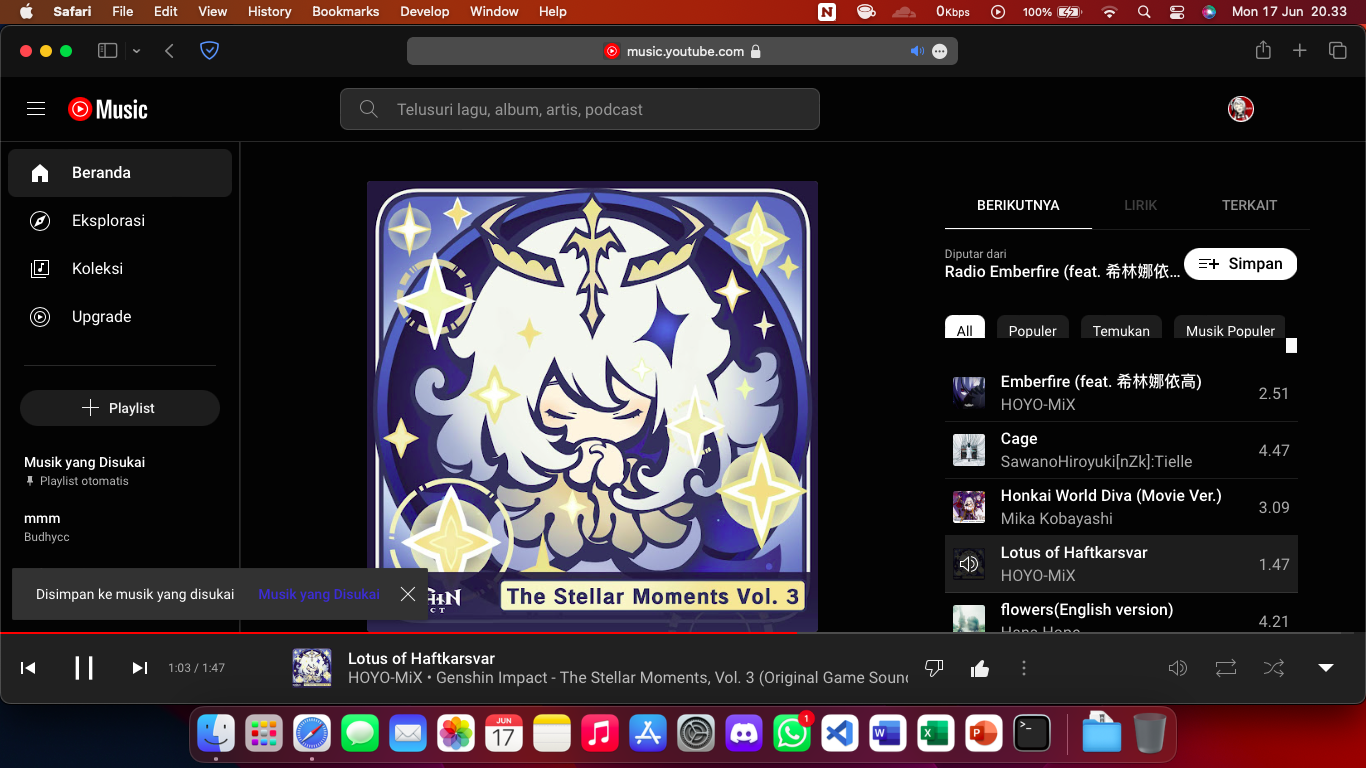 Safari File Edit View History Bookmarks Develop Window Help
N 0Kbps 100% Mon 17 Jun 20.33
music.youtube.com
Music
Telusuri lagu, album, artis, podcast
Beranda
Eksplorasi
Koleksi
Upgrade
Playlist
Musik yang Disukai
Playlist otomatis
mmm
Budhycc
Disimpan ke musik yang disukai Musik yang Disukai
The Stellar Moments Vol. 3
BERIKUTNYA LIRIK TERKAIT
Diputar dari
Radio Emberfire (feat. 希林娜依...
Simpan
All Populer Temukan Musik Populer
Emberfire (feat. 希林娜依高)
HOYO-MiX
2.51
Cage
SawanoHiroyuki[nZk]:Tielle
4.47
Honkai World Diva (Movie Ver.)
Mika Kobayashi
3.09
Lotus of Haftkarsvar
HOYO-MiX
1.47
flowers(English version)
Hans Hone
4.21
1:03 / 1:47
Lotus of Haftkarsvar
HOYO-MiX • Genshin Impact - The Stellar Moments, Vol. 3 (Original Game Soun
JUN
17
1
W
X
P
>_